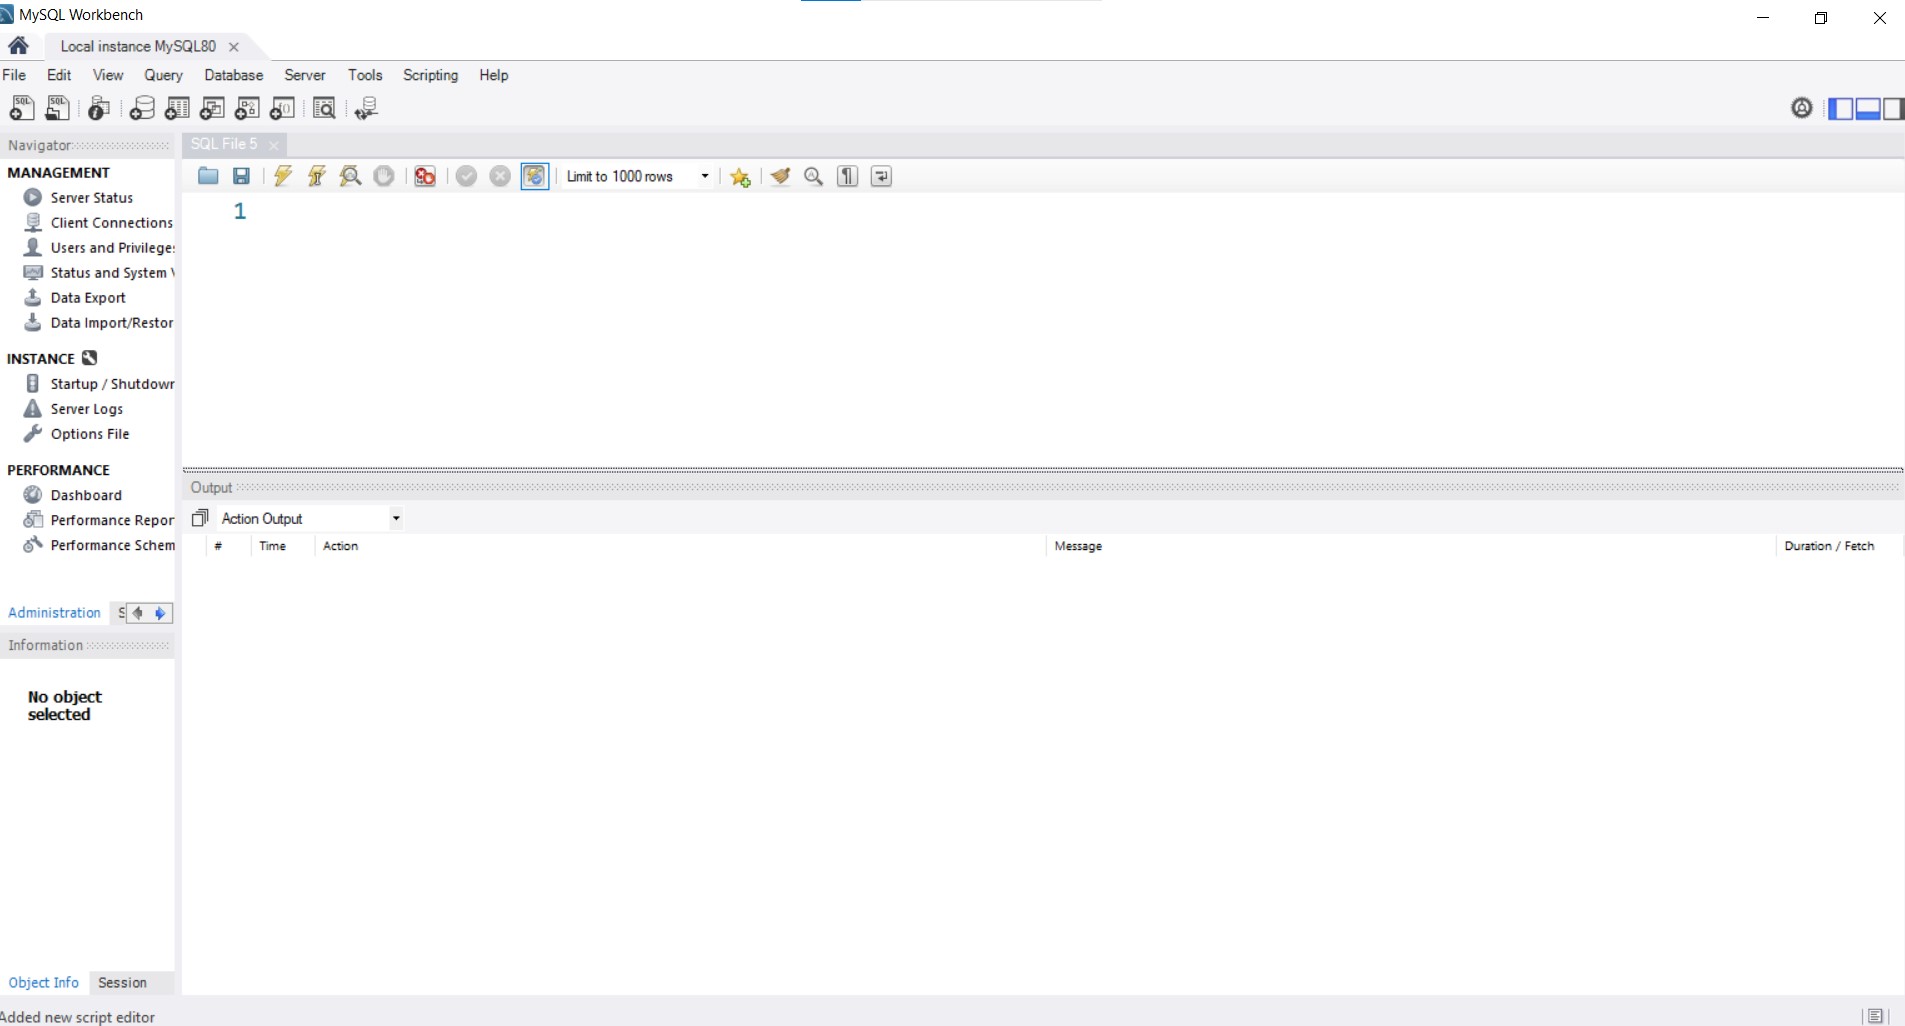 MySQL Workbench
Local instance MySQL80
File Edit View Query Database Server Tools Scripting Help
Navigator
SQL File 5
MANAGEMENT
Limit to 1000 rows
Server Status
1
Client Connections
Users and Privileges
Status and System V
Data Export
Data Import/Restor
INSTANCE
Startup / Shutdown
Server Logs
Options File
PERFORMANCE
Output
Dashboard
Performance Repor
Action Output
Performance Schem
# Time Action Message Duration / Fetch
Administration S
Information
No object
selected
Object Info Session
Added new script editor